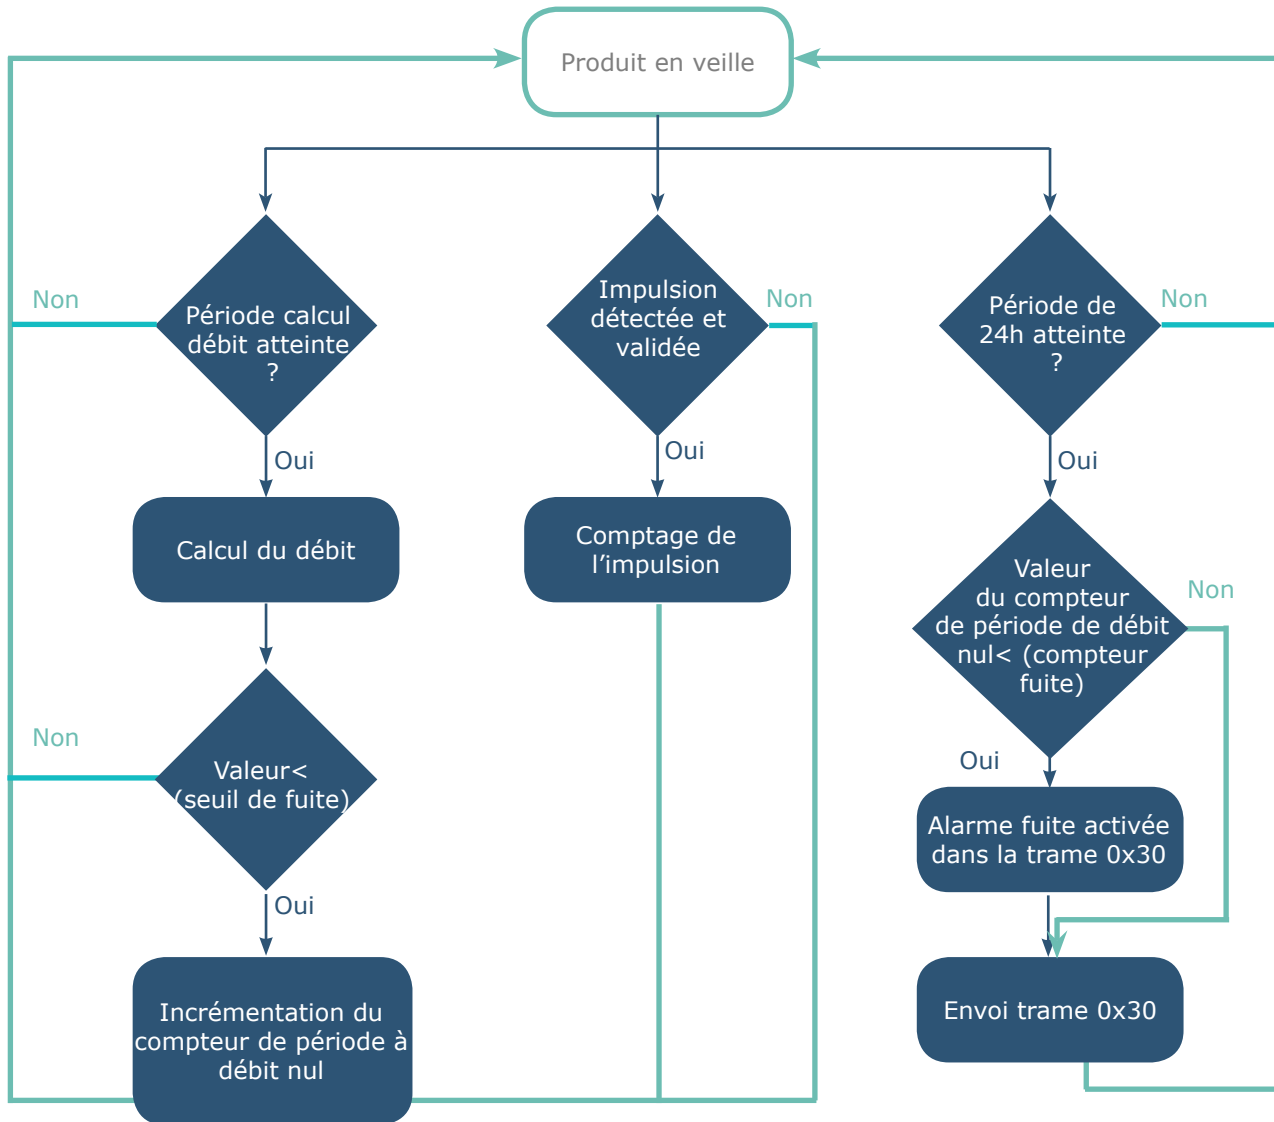 Produit en veille
Non
Période calcul
débit atteinte
?
Impulsion
détectée et
validée
Non
Période de
24h atteinte
?
Non
Oui
Oui
Oui
Calcul du débit
Comptage de
l’impulsion
Valeur
du compteur
de période de débit
nul< (compteur
fuite)
Non
Non
Valeur<
(seuil de fuite)
Oui
Alarme fuite activée
dans la trame 0x30
Oui
Incrémentation du
compteur de période à
débit nul
Envoi trame 0x30